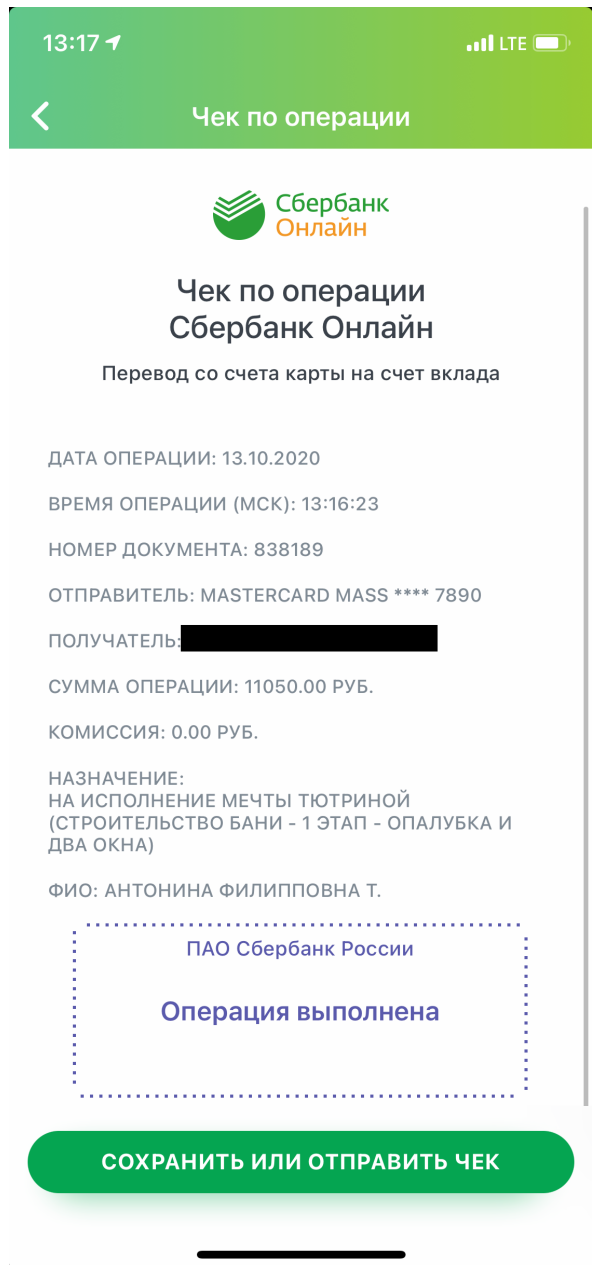 13:17
LTE
Чек по операции
Сбербанк
Онлайн
Чек по операции
Сбербанк Онлайн
Перевод со счета карты на счет вклада
ДАТА ОПЕРАЦИИ: 13.10.2020
ВРЕМЯ ОПЕРАЦИИ (МСК): 13:16:23
НОМЕР ДОКУМЕНТА: 838189
ОТПРАВИТЕЛЬ: MASTERCARD MASS **** 7890
ПОЛУЧАТЕЛЬ:
СУММА ОПЕРАЦИИ: 11050.00 РУБ.
КОМИССИЯ: 0.00 РУБ.
НАЗНАЧЕНИЕ:
НА ИСПОЛНЕНИЕ МЕЧТЫ ТЮТРИНОЙ
(СТРОИТЕЛЬСТВО БАНИ - 1 ЭТАП - ОПАЛУБКА И
ДВА ОКНА)
ФИО: АНТОНИНА ФИЛИППОВНА Т.
ПАО Сбербанк России
Операция выполнена
СОХРАНИТЬ ИЛИ ОТПРАВИТЬ ЧЕК